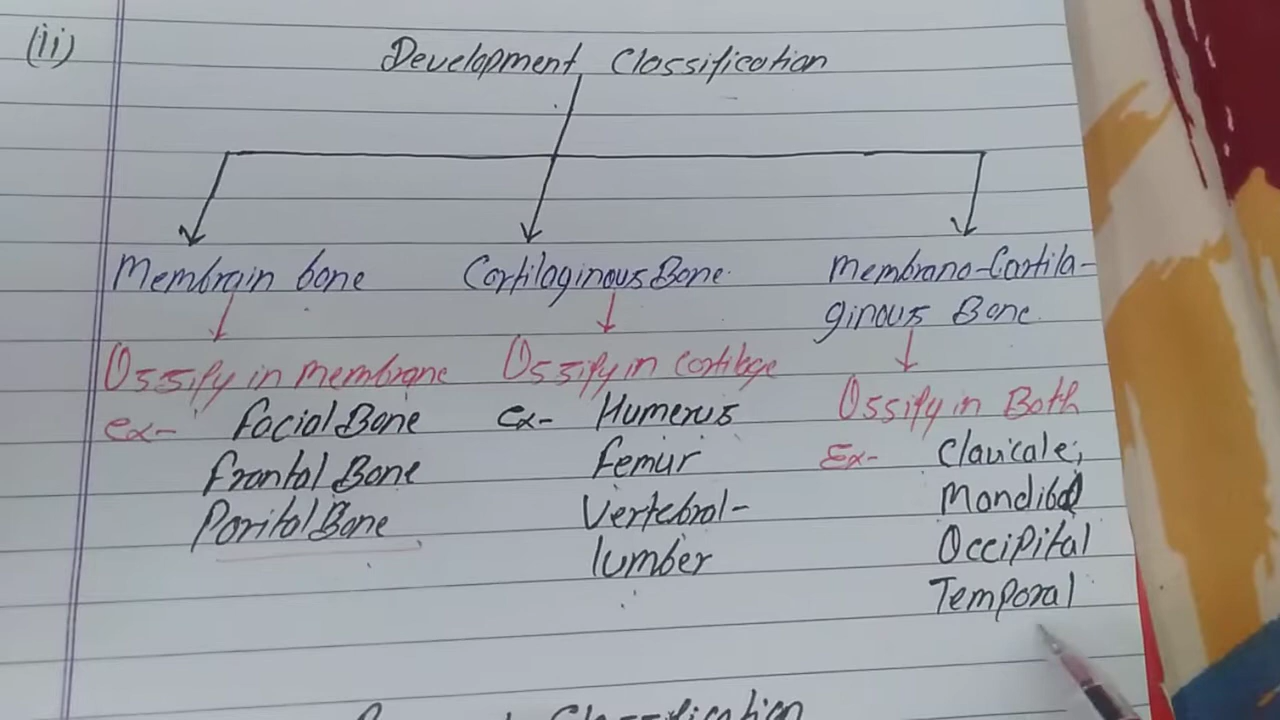 (ii)
Development Classification
Membrain bone
Cartilaginous Bone
Membrano-Cartila-
ginous Bone
Ossify in membrane
ex- facial Bone
frontal Bone
Parital Bone
Ossify in cartilage
ex- Humerus
femur
Vertebral-
lumber
Ossify in Both
Ex- Clavicale,
Mandibal
Occipital
Temporal
Classification